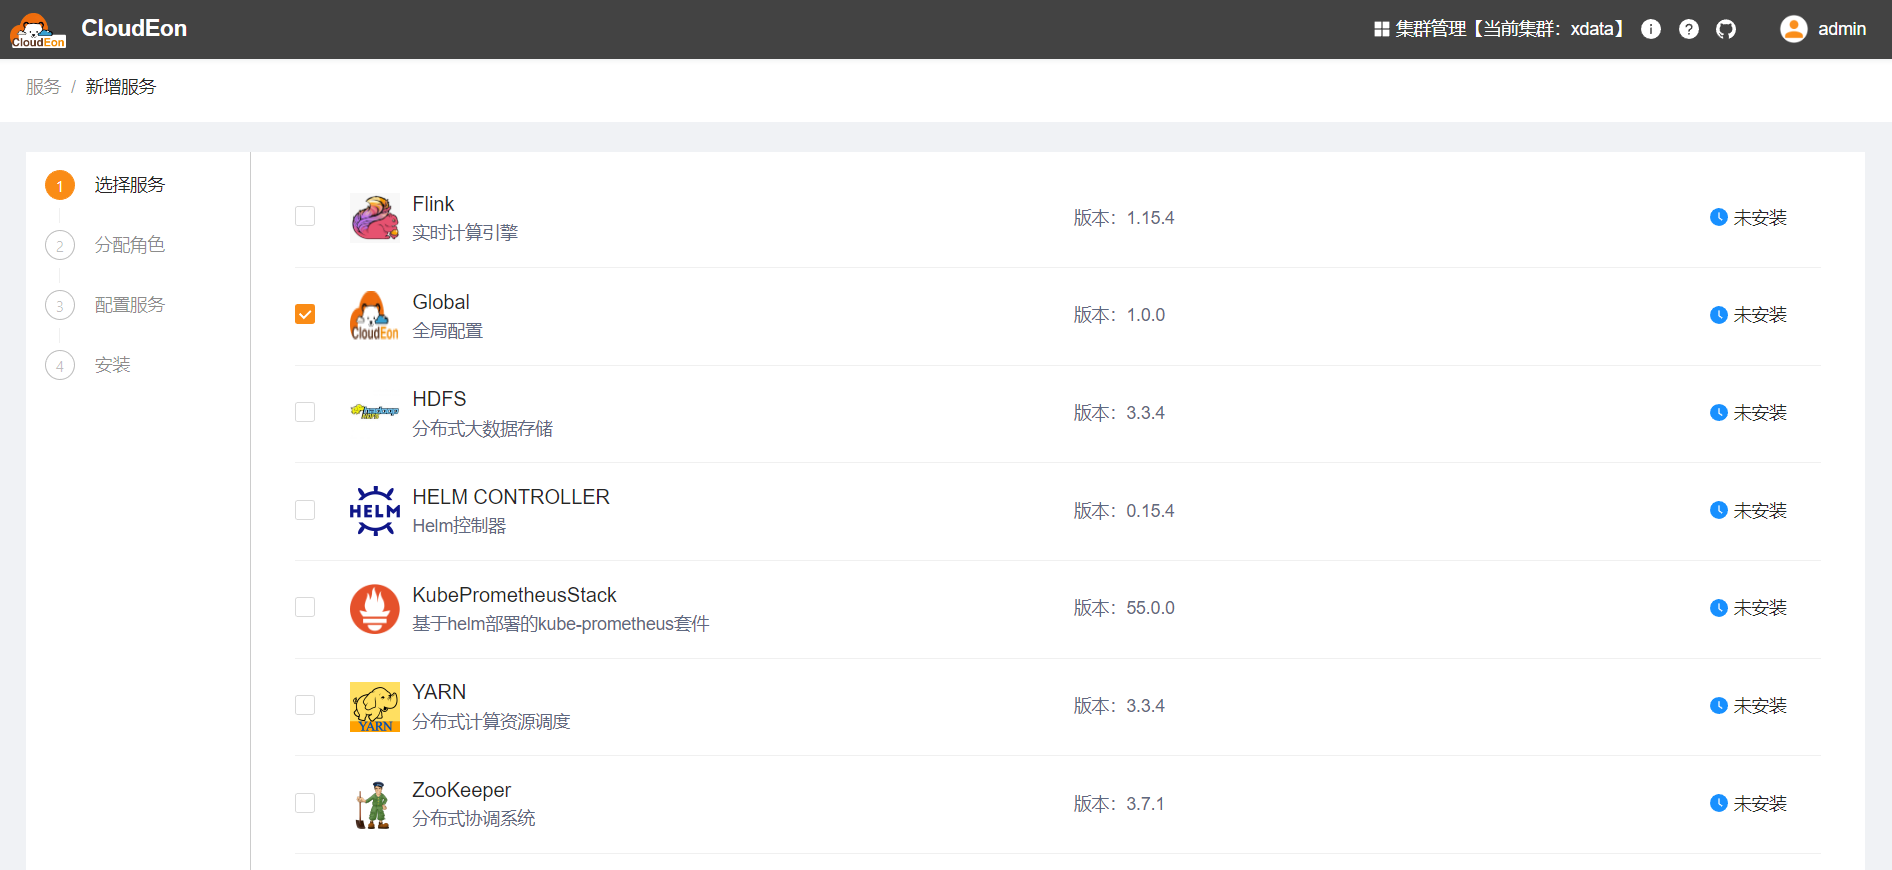 CloudEon
CloudEon
集群管理【当前集群：xdata】
admin
服务 / 新增服务
1 选择服务
2 分配角色
3 配置服务
4 安装
Flink
实时计算引擎
版本：1.15.4
未安装
CloudEon
Global
全局配置
版本：1.0.0
未安装
HDFS
分布式大数据存储
版本：3.3.4
未安装
HELM
HELM CONTROLLER
Helm控制器
版本：0.15.4
未安装
KubePrometheusStack
基于helm部署的kube-prometheus套件
版本：55.0.0
未安装
YARN
YARN
分布式计算资源调度
版本：3.3.4
未安装
ZooKeeper
分布式协调系统
版本：3.7.1
未安装